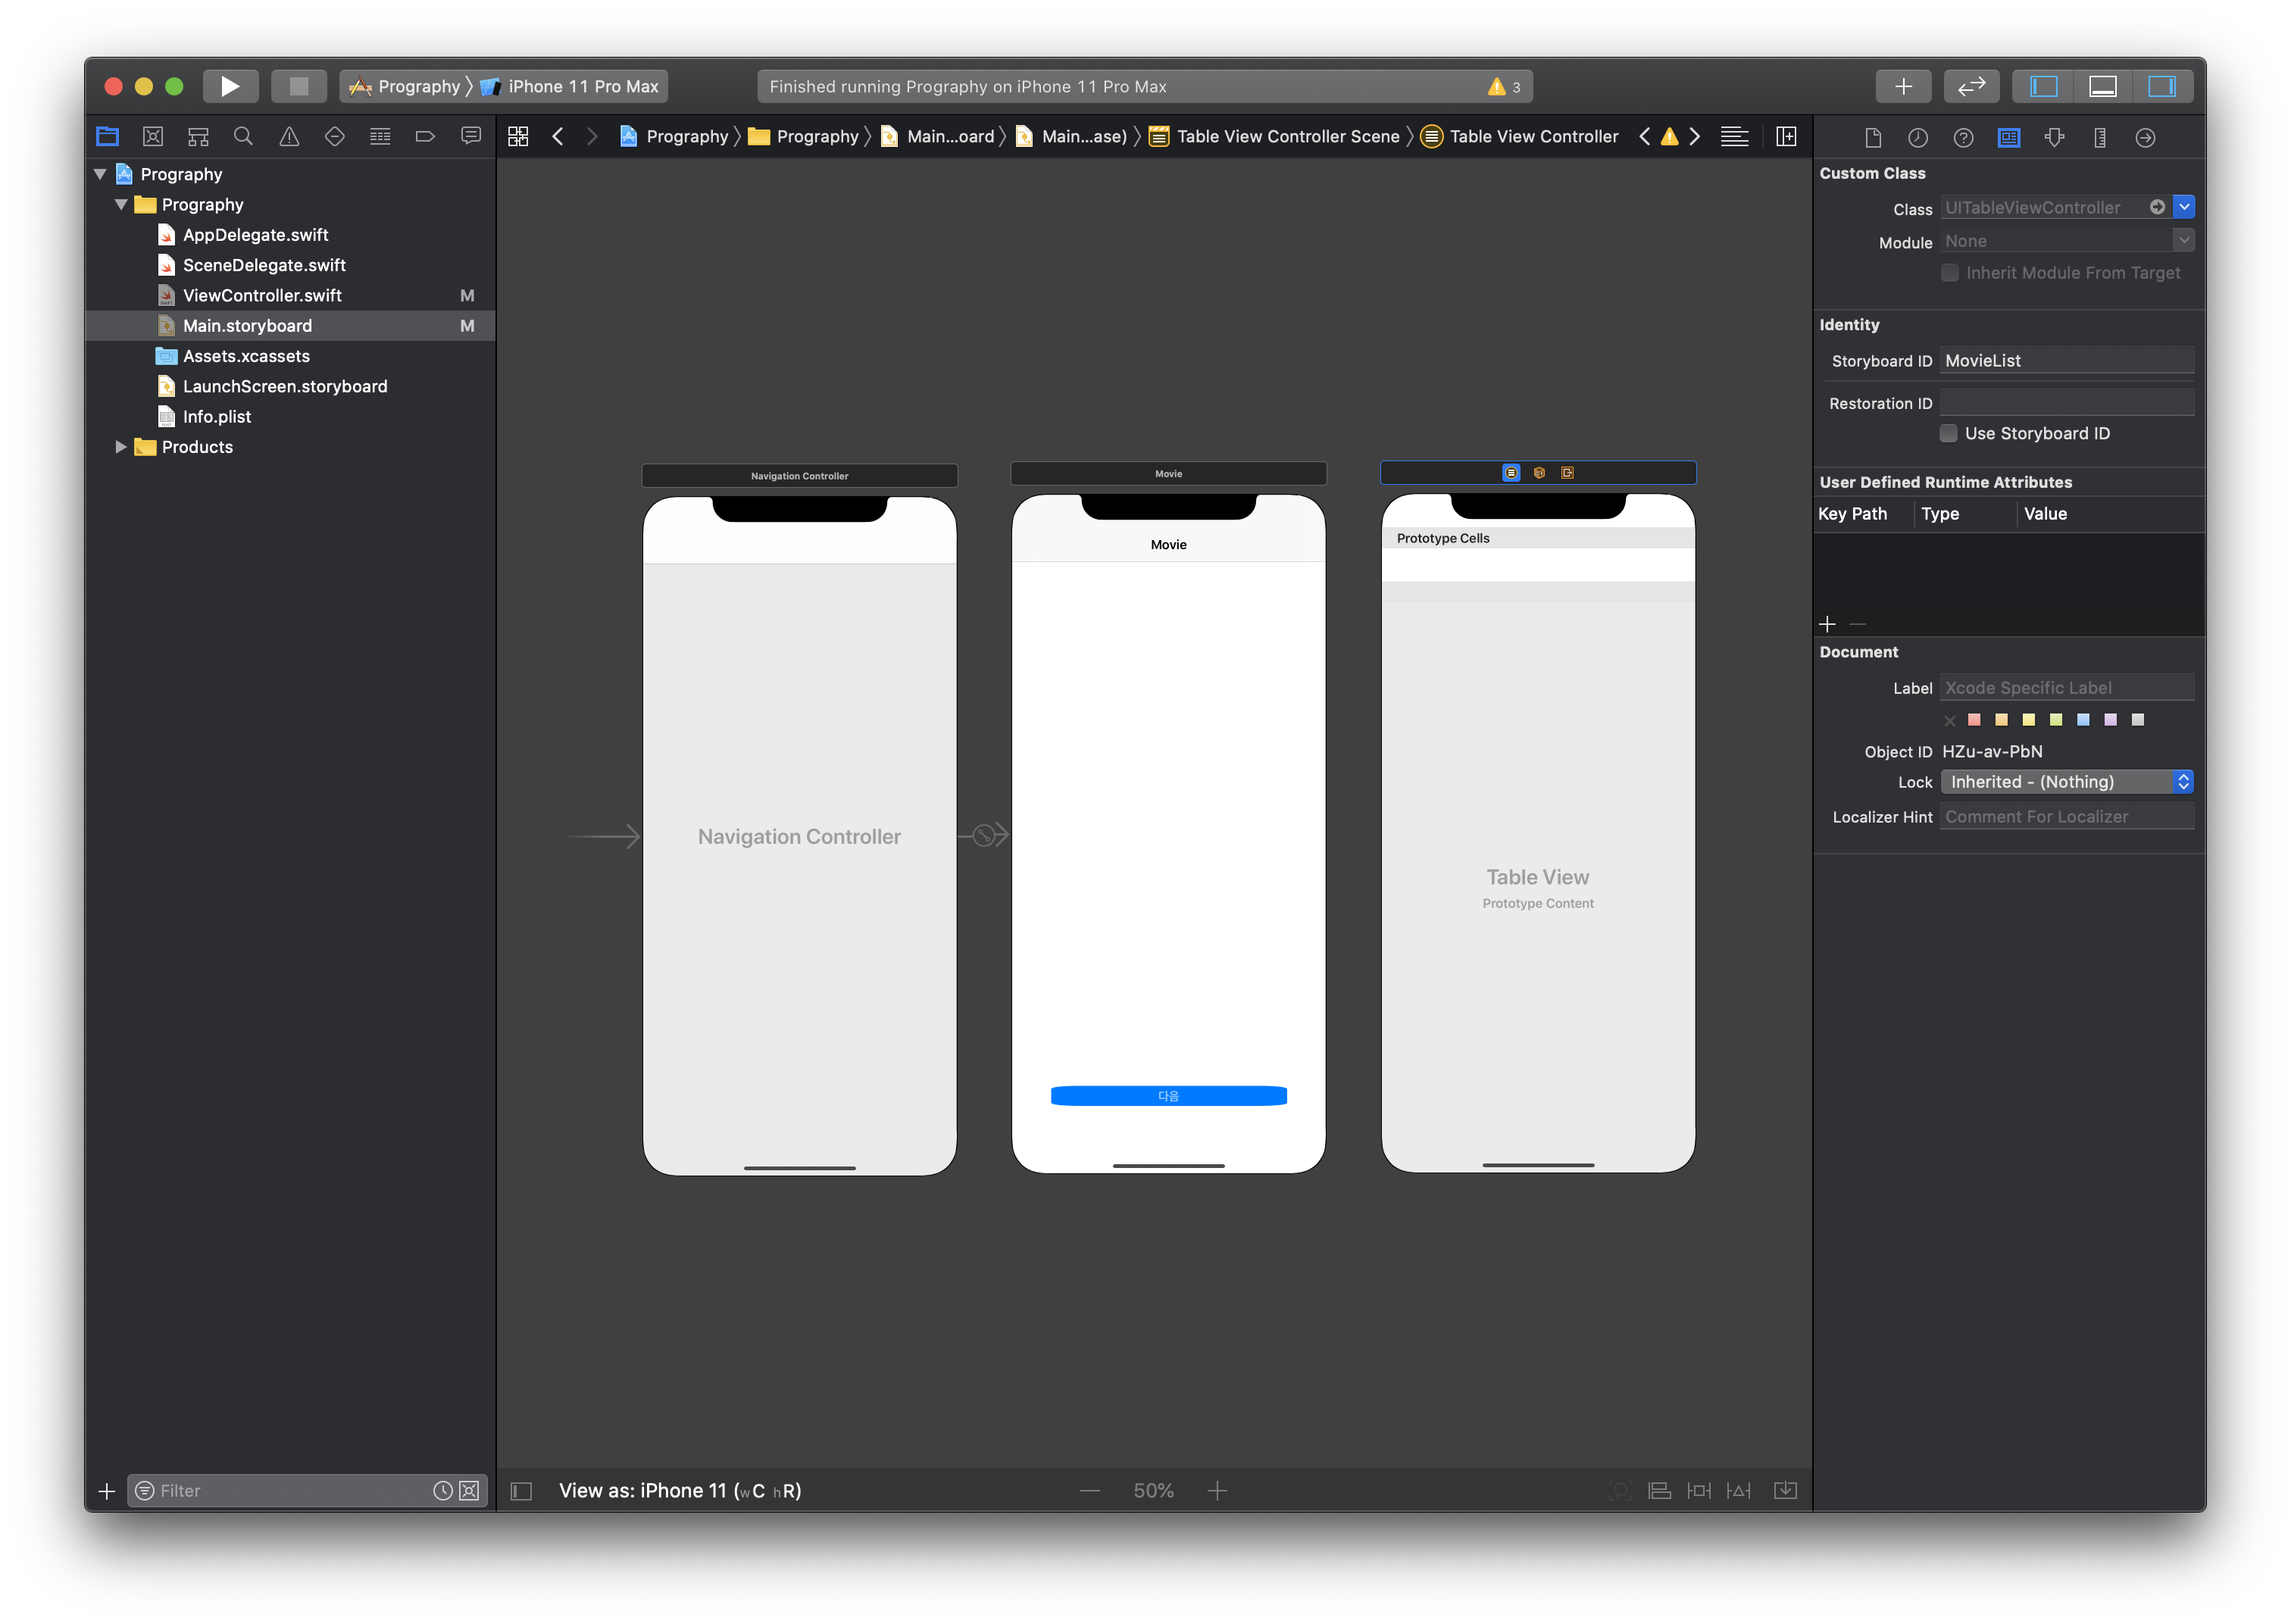 Prography 〉 iPhone 11 Pro Max
Finished running Prography on iPhone 11 Pro Max
3
Prography 〉 Prography 〉 Main...oard 〉 Main...ase) 〉 Table View Controller Scene 〉 Table View Controller
Prography
Prography
AppDelegate.swift
SceneDelegate.swift
ViewController.swift M
Main.storyboard M
Assets.xcassets
LaunchScreen.storyboard
Info.plist
Products
Filter
Navigation Controller
Navigation Controller
Movie
Movie
다음
Prototype Cells
Table View
Prototype Content
View as: iPhone 11 (wC hR)
50%
Custom Class
Class UITableViewController
Module None
Inherit Module From Target
Identity
Storyboard ID MovieList
Restoration ID
Use Storyboard ID
User Defined Runtime Attributes
Key Path Type Value
Document
Label Xcode Specific Label
Object ID HZu-av-PbN
Lock Inherited - (Nothing)
Localizer Hint Comment For Localizer